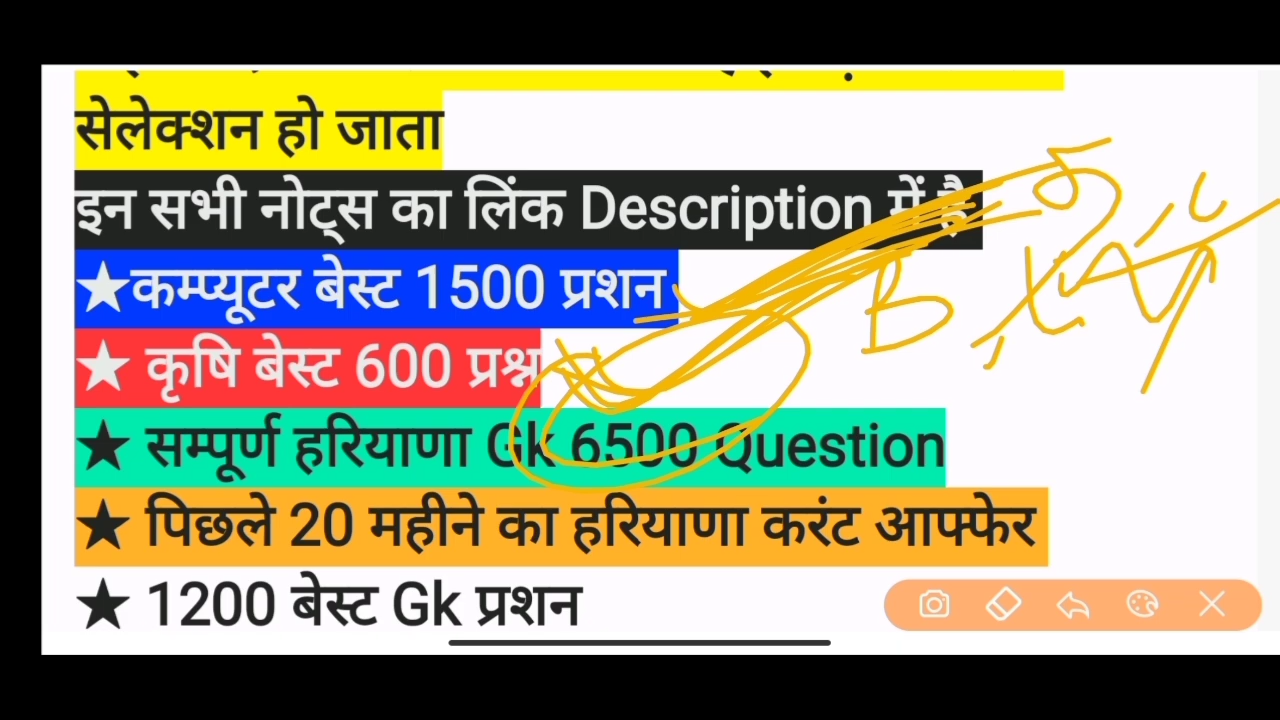 सेलेक्शन हो जाता
इन सभी नोट्स का लिंक Description में है
★कम्प्यूटर बेस्ट 1500 प्रशन
★ कृषि बेस्ट 600 प्रश्न
★ सम्पूर्ण हरियाणा Gk 6500 Question
★ पिछले 20 महीने का हरियाणा करंट आफ्फेर
★ 1200 बेस्ट Gk प्रशन